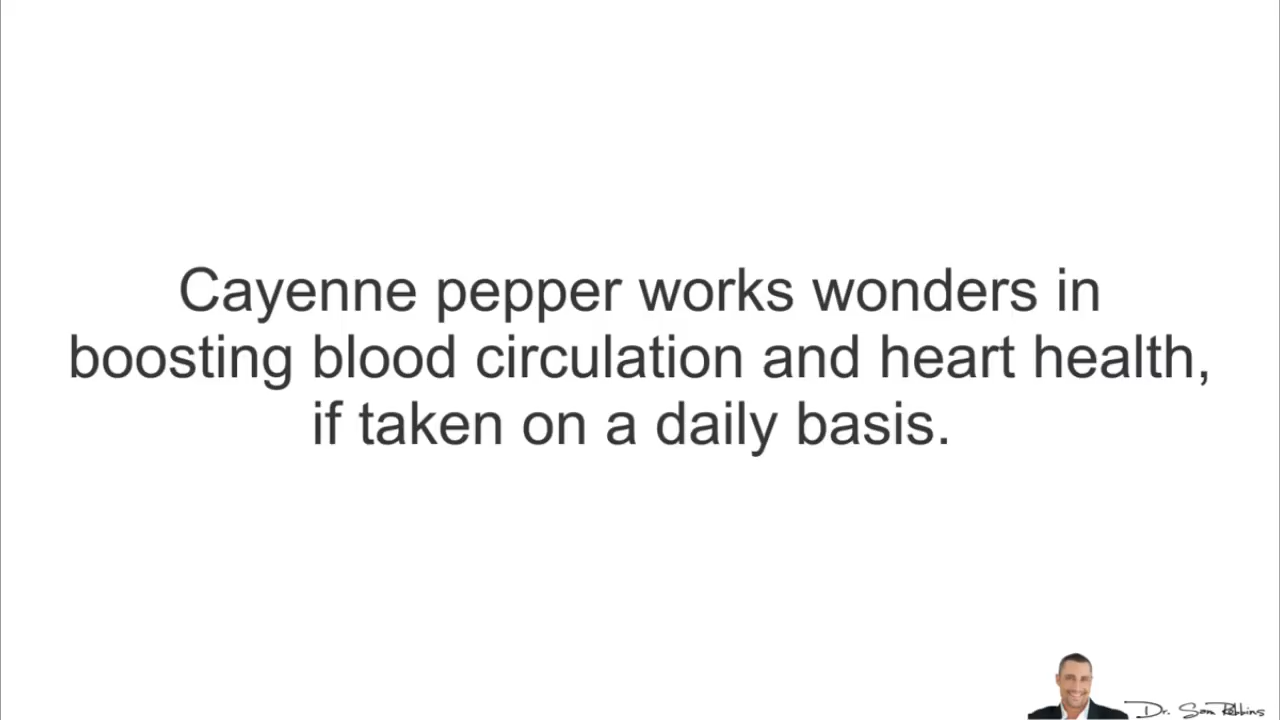 Cayenne pepper works wonders in
boosting blood circulation and heart health,
if taken on a daily basis.
Dr. Sam Robbins